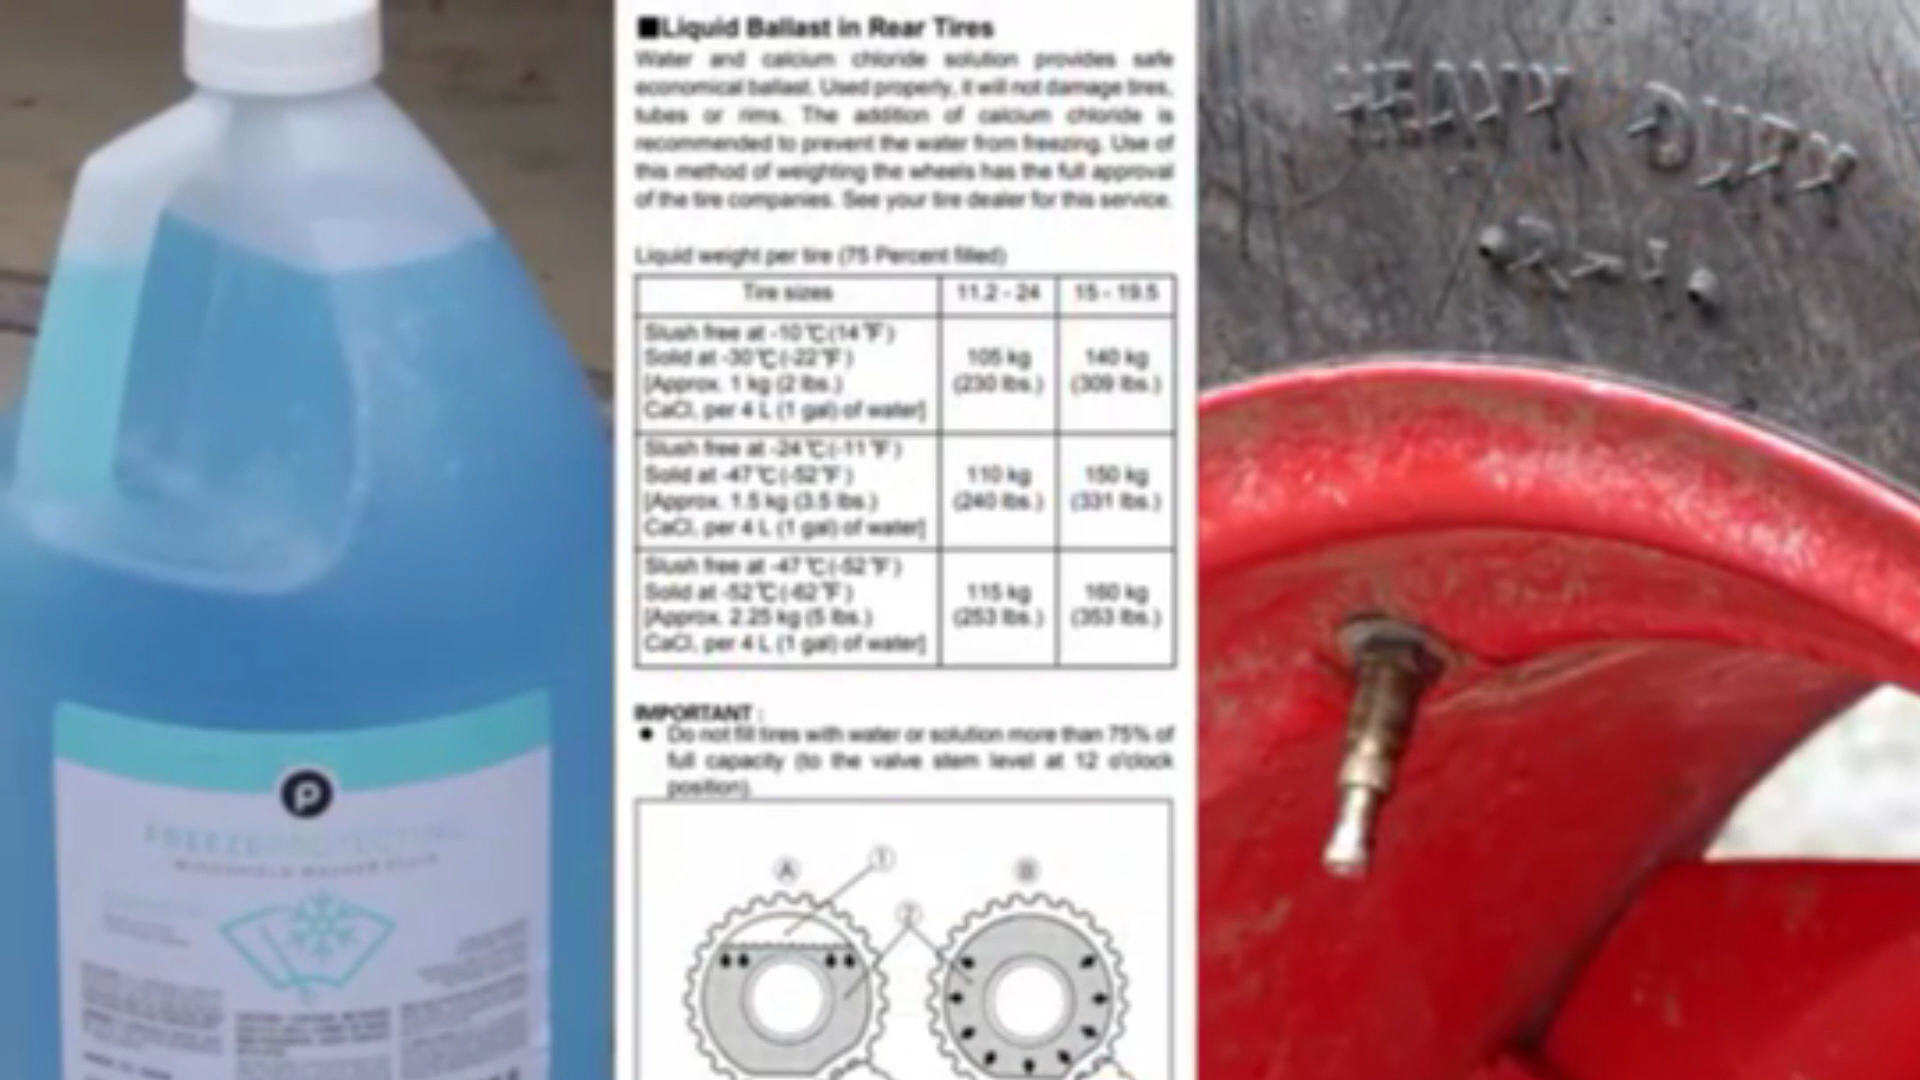 FREEZE PROTECTING
WINDSHIELD WASHER FLUID
■Liquid Ballast in Rear Tires
Water and calcium chloride solution provides safe
economical ballast. Used properly, it will not damage tires,
tubes or rims. The addition of calcium chloride is
recommended to prevent the water from freezing. Use of
this method of weighting the wheels has the full approval
of the tire companies. See your tire dealer for this service.
Liquid weight per tire (75 Percent filled)
Tire sizes 11.2 - 24 15 - 19.5
Slush free at -10℃(14℉)
Solid at -30℃(-22℉)
[Approx. 1 kg (2 lbs.)
CaCl₂ per 4 L (1 gal) of water]
105 kg
(230 lbs.)
140 kg
(309 lbs.)
Slush free at -24℃(-11℉)
Solid at -47℃(-52℉)
[Approx. 1.5 kg (3.5 lbs.)
CaCl₂ per 4 L (1 gal) of water]
110 kg
(240 lbs.)
150 kg
(331 lbs.)
Slush free at -47℃(-52℉)
Solid at -52℃(-62℉)
[Approx. 2.25 kg (5 lbs.)
CaCl₂ per 4 L (1 gal) of water]
115 kg
(253 lbs.)
160 kg
(353 lbs.)
IMPORTANT :
● Do not fill tires with water or solution more than 75% of
full capacity (to the valve stem level at 12 o'clock
position).
A 1 2 B
HEAVY DUTY
R-1